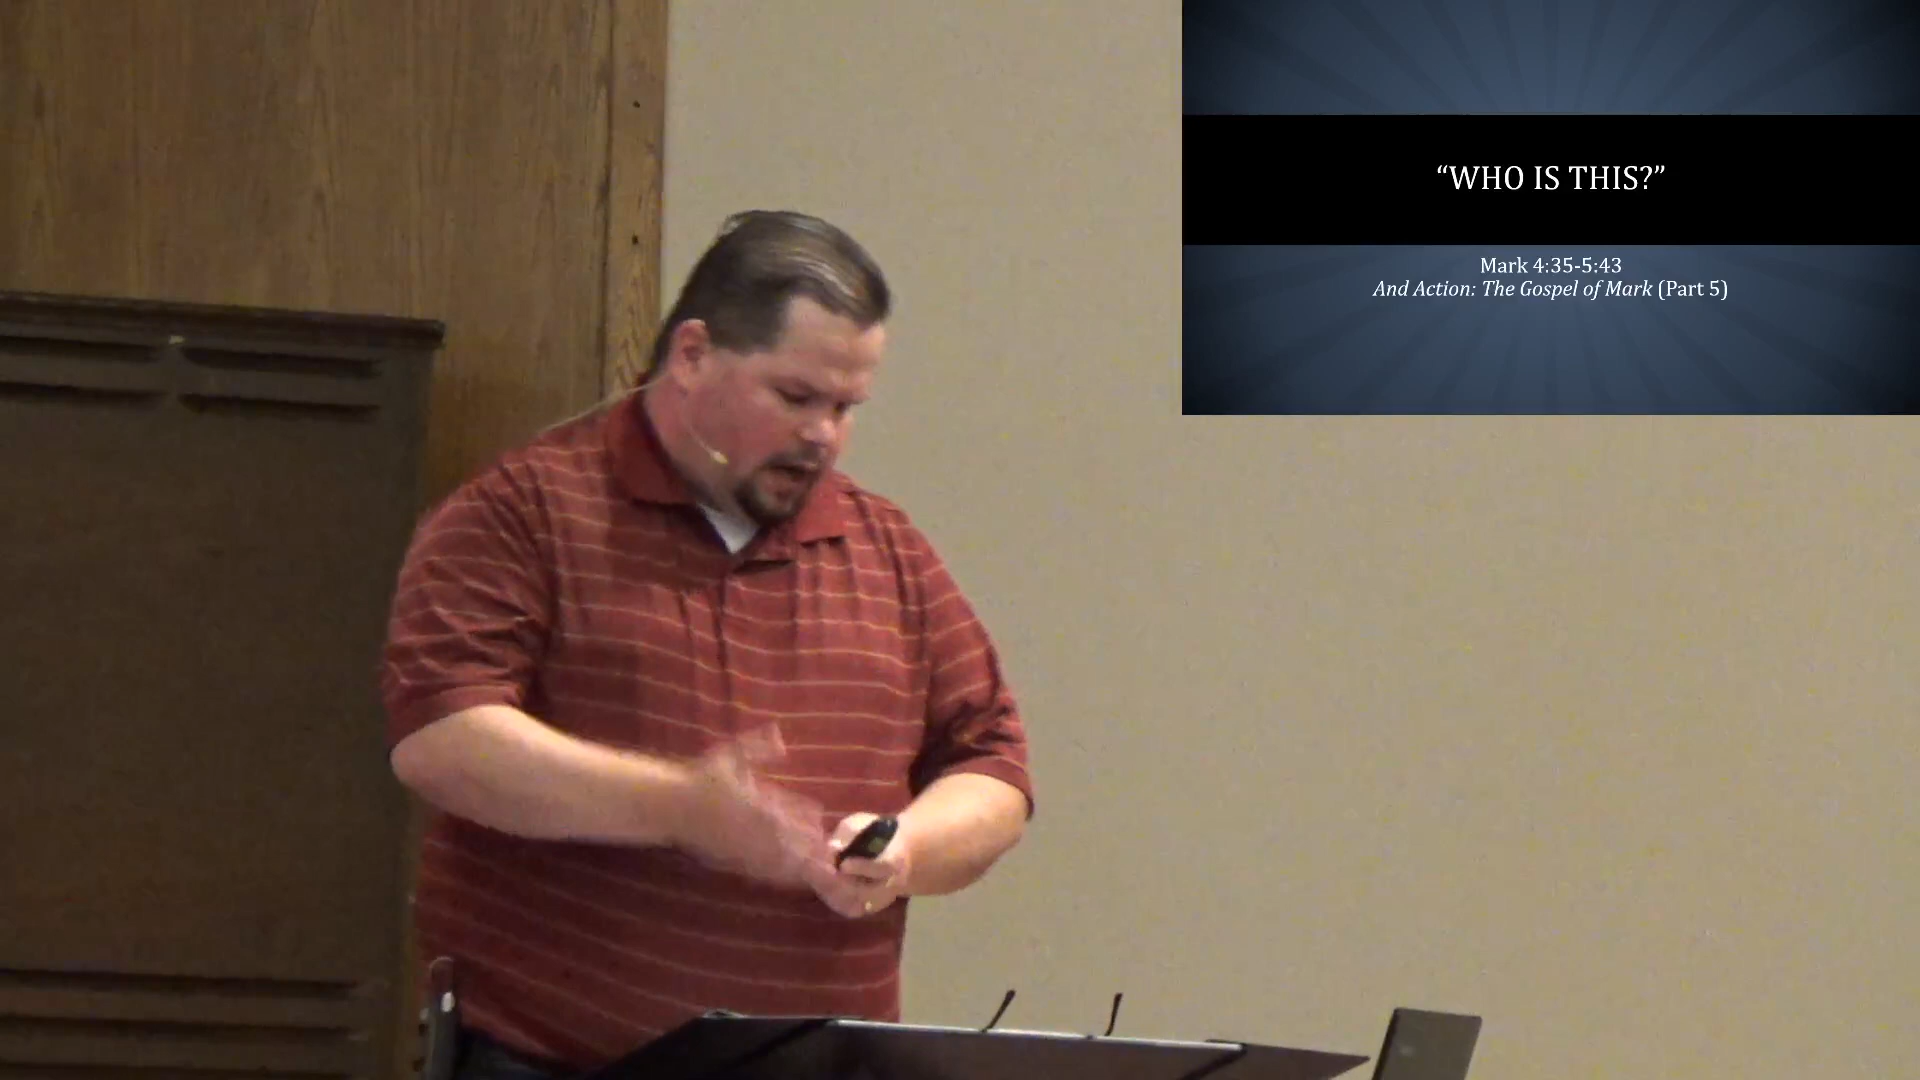 “WHO IS THIS?”
Mark 4:35-5:43
And Action: The Gospel of Mark (Part 5)